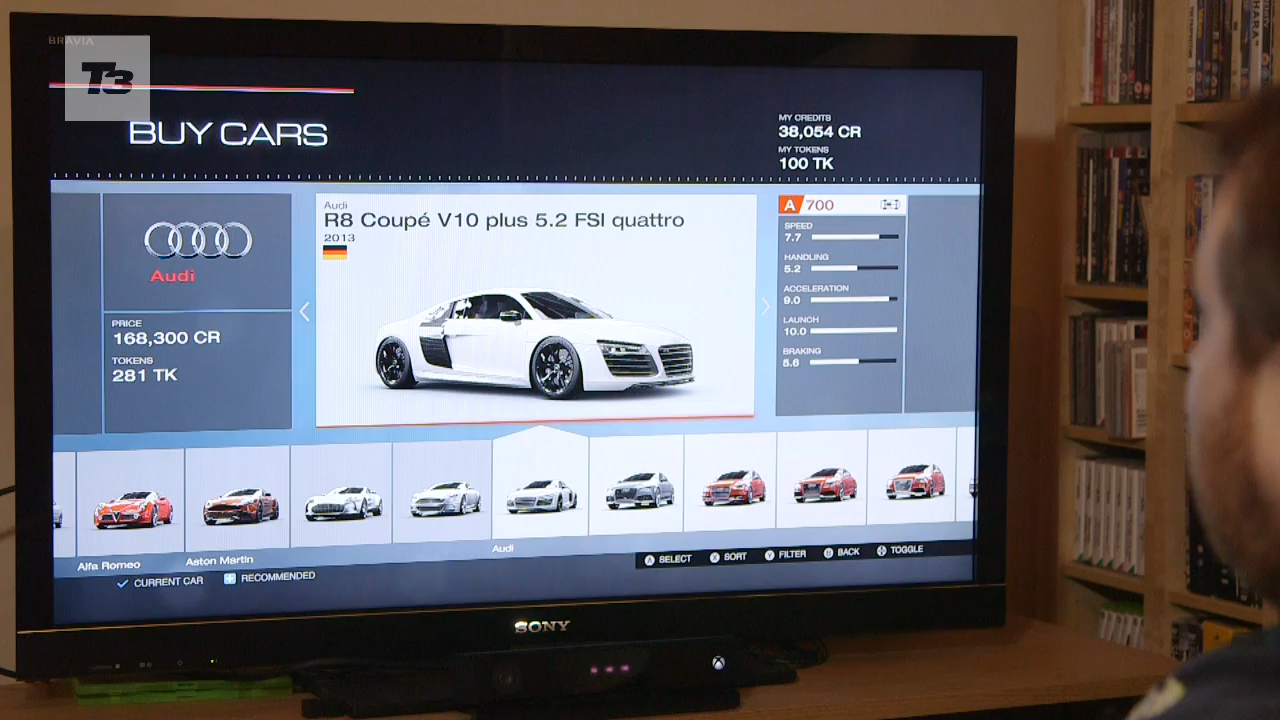 BRAVIA
T3
BUY CARS
MY CREDITS
38,054 CR
MY TOKENS
100 TK
Audi
PRICE
168,300 CR
TOKENS
281 TK
Audi
R8 Coupé V10 plus 5.2 FSI quattro
2013
A 700
SPEED
7.7
HANDLING
5.2
ACCELERATION
9.0
LAUNCH
10.0
BRAKING
5.6
Alfa Romeo
Aston Martin
Audi
CURRENT CAR
RECOMMENDED
SELECT
SORT
FILTER
BACK
TOGGLE
SONY